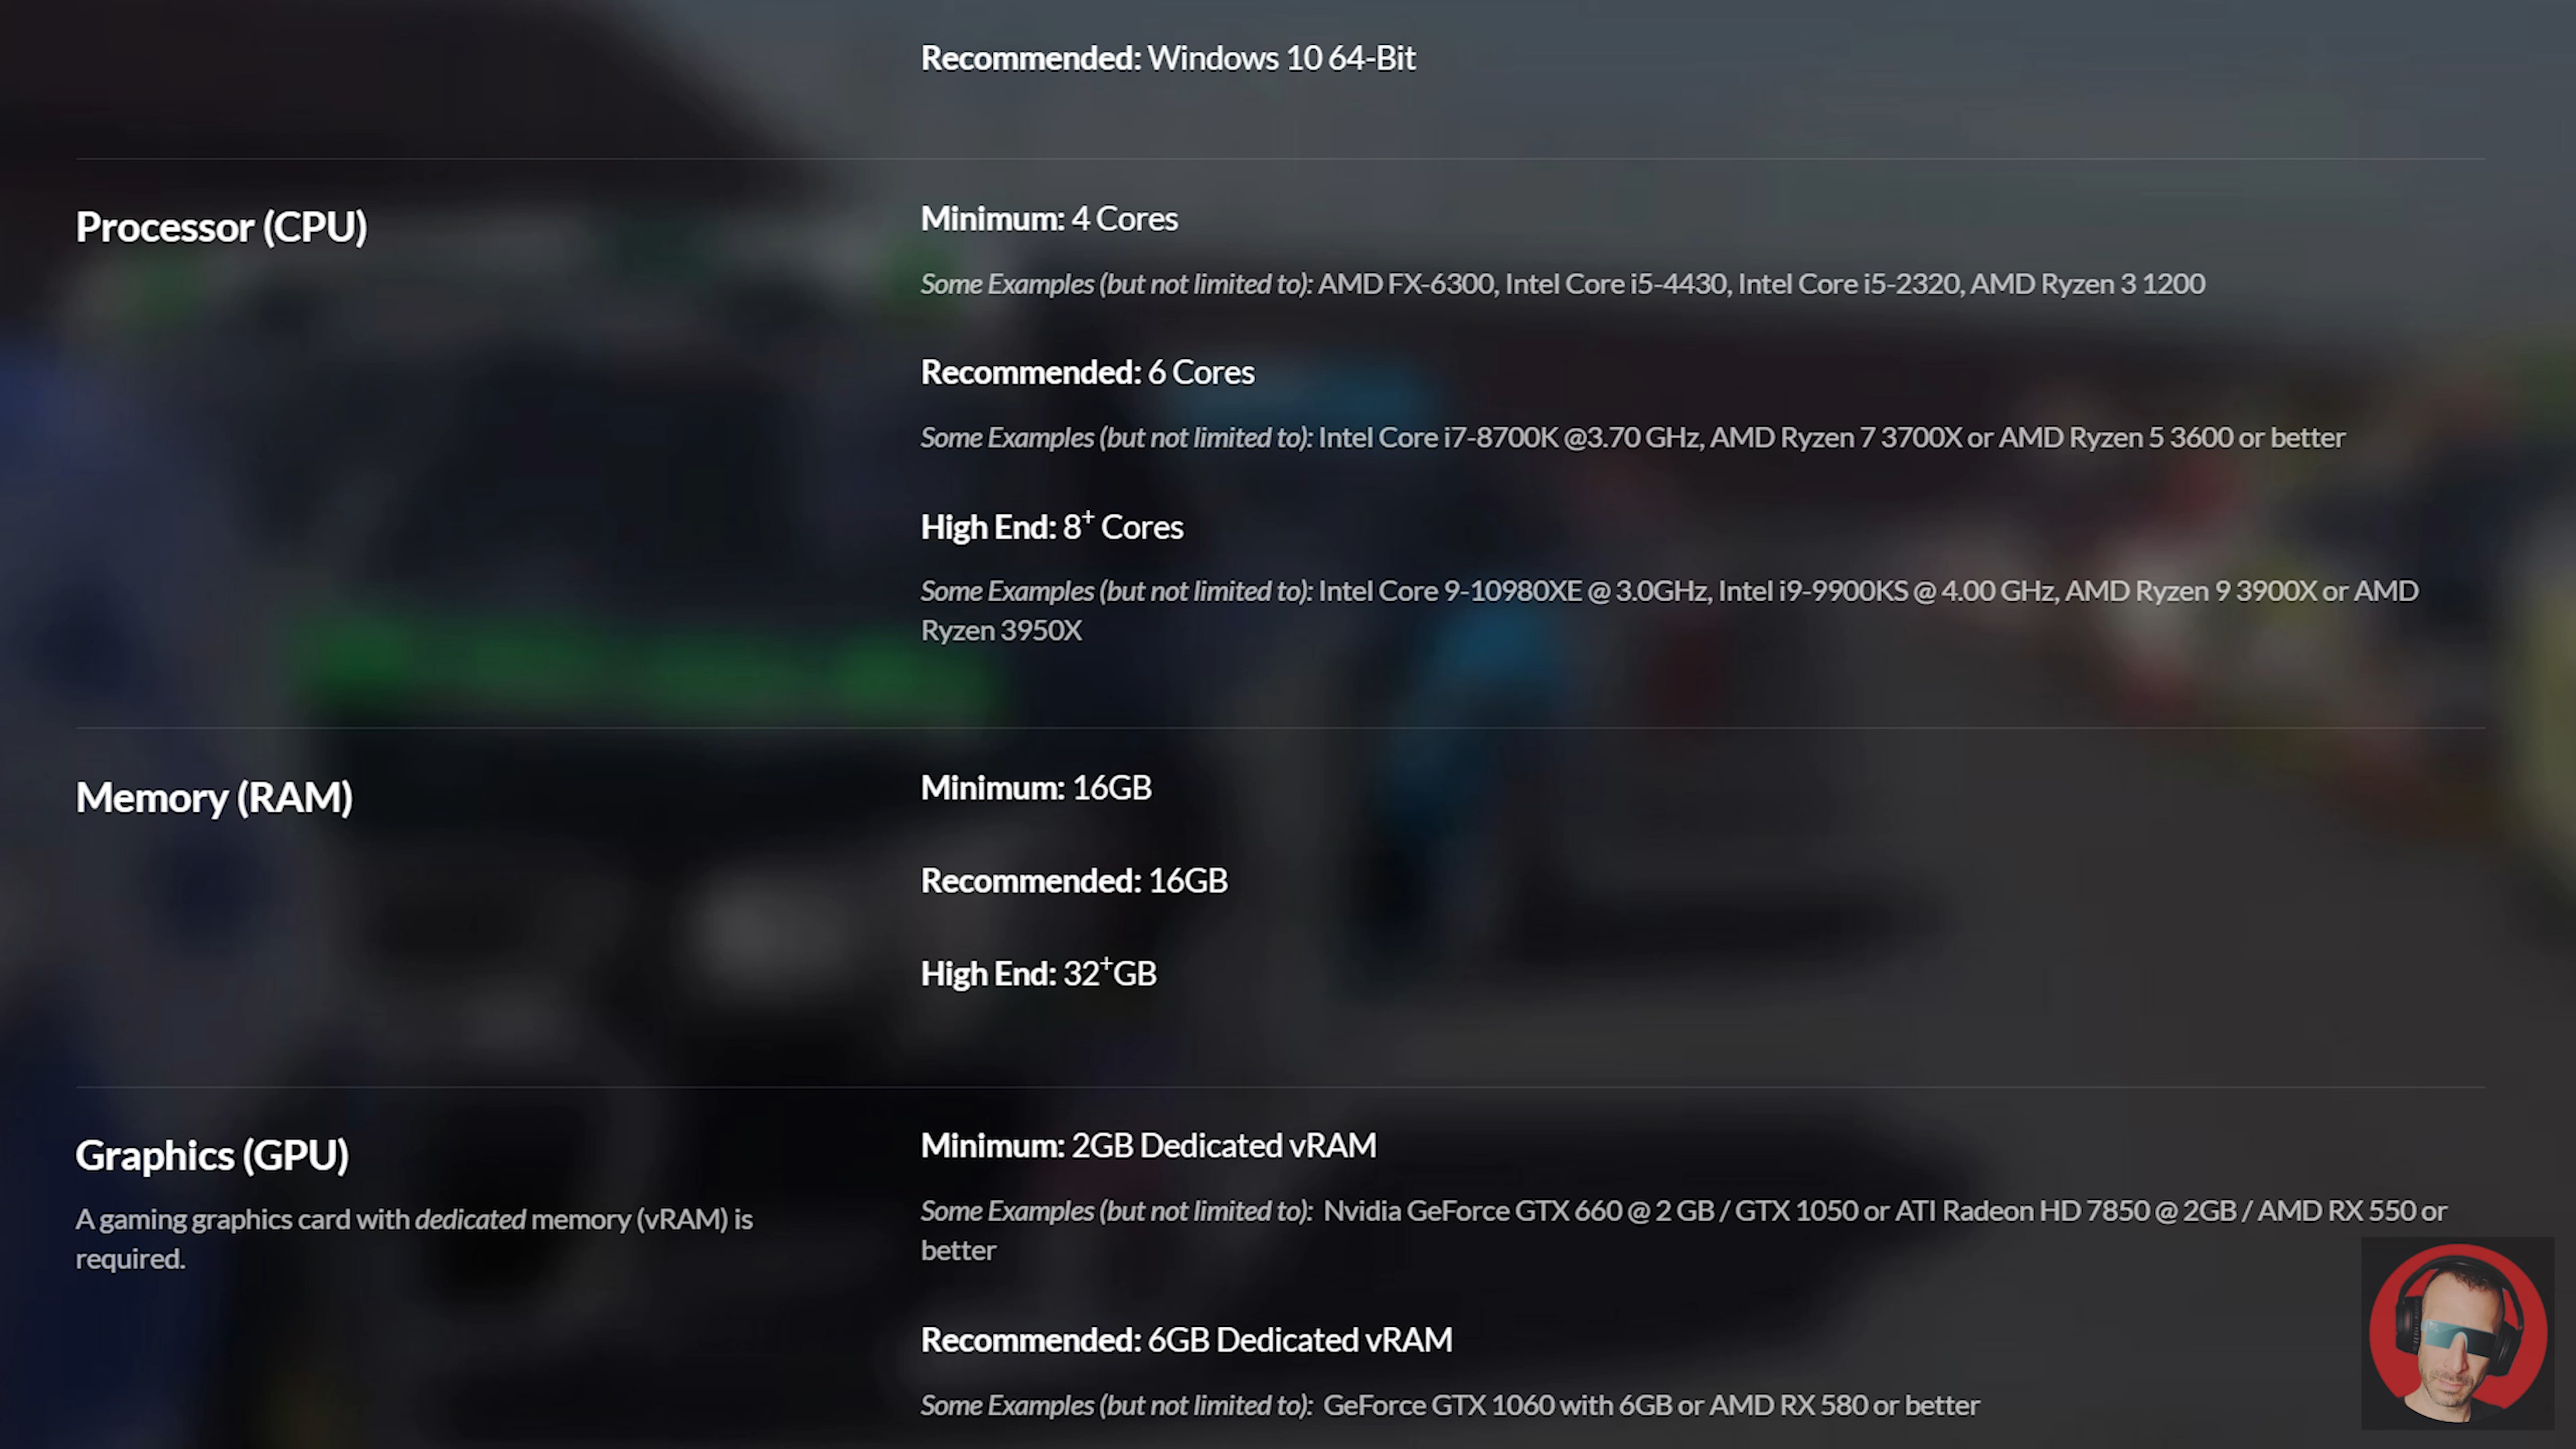 Recommended: Windows 10 64-Bit
Processor (CPU)
Minimum: 4 Cores
Some Examples (but not limited to): AMD FX-6300, Intel Core i5-4430, Intel Core i5-2320, AMD Ryzen 3 1200
Recommended: 6 Cores
Some Examples (but not limited to): Intel Core i7-8700K @3.70 GHz, AMD Ryzen 7 3700X or AMD Ryzen 5 3600 or better
High End: 8+ Cores
Some Examples (but not limited to): Intel Core 9-10980XE @ 3.0GHz, Intel i9-9900KS @ 4.00 GHz, AMD Ryzen 9 3900X or AMD
Ryzen 3950X
Memory (RAM)
Minimum: 16GB
Recommended: 16GB
High End: 32+GB
Graphics (GPU)
A gaming graphics card with dedicated memory (vRAM) is
required.
Minimum: 2GB Dedicated vRAM
Some Examples (but not limited to): Nvidia GeForce GTX 660 @ 2 GB / GTX 1050 or ATI Radeon HD 7850 @ 2GB / AMD RX 550 or
better
Recommended: 6GB Dedicated vRAM
Some Examples (but not limited to): GeForce GTX 1060 with 6GB or AMD RX 580 or better